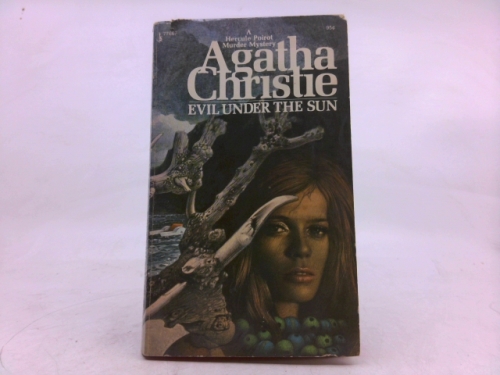 A
Hercule Poirot
Murder Mystery
Agatha
Christie
EVIL UNDER THE SUN